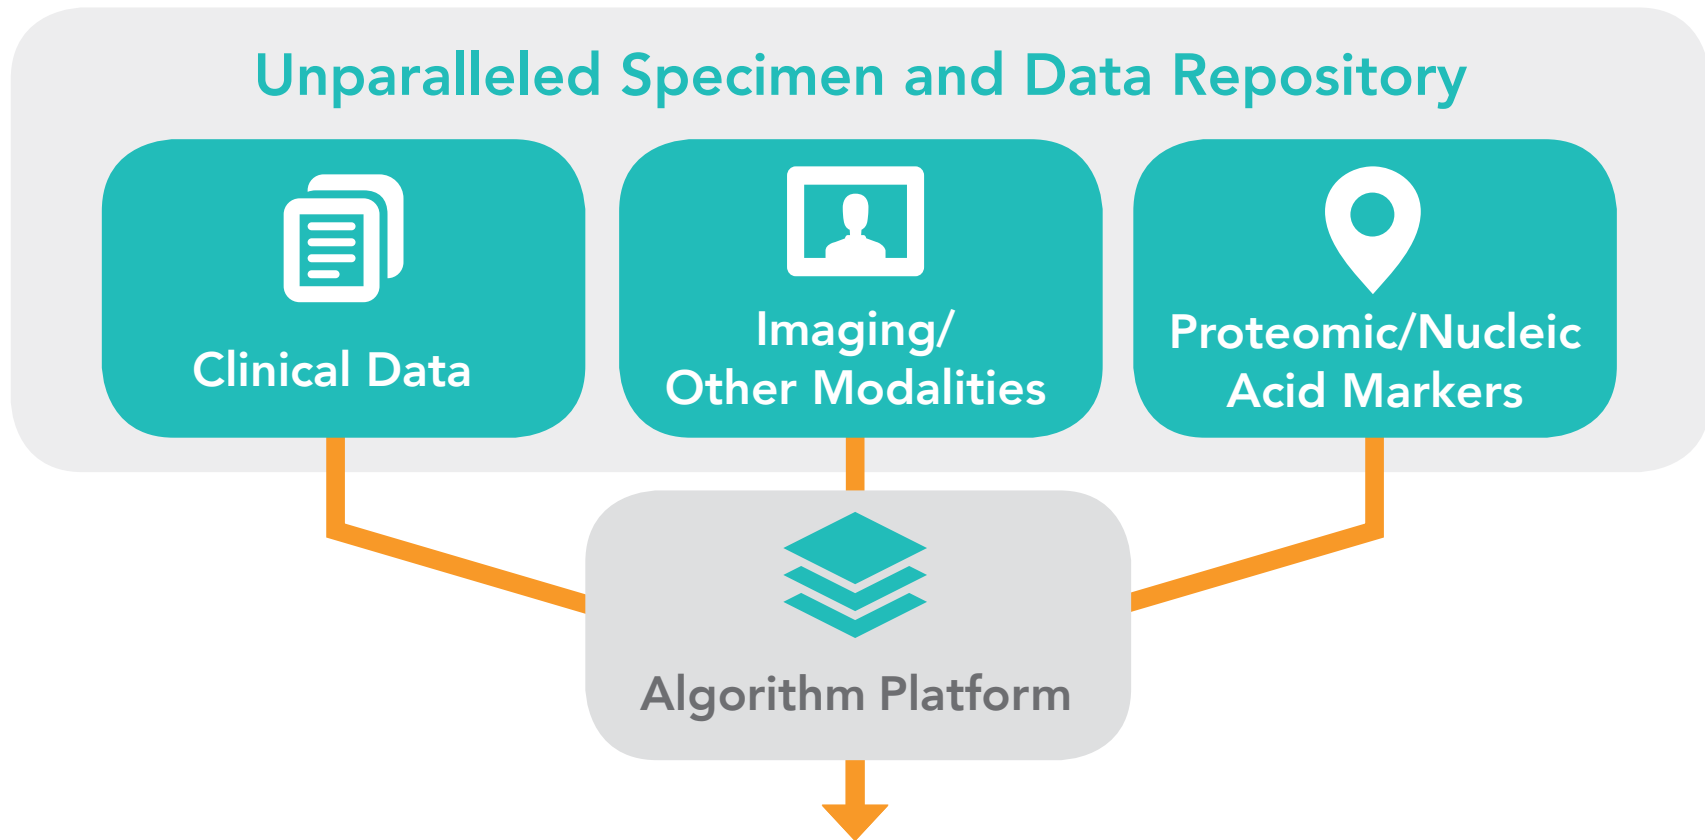 Unparalleled Specimen and Data Repository
Clinical Data
Imaging/
Other Modalities
Proteomic/Nucleic
Acid Markers
Algorithm Platform